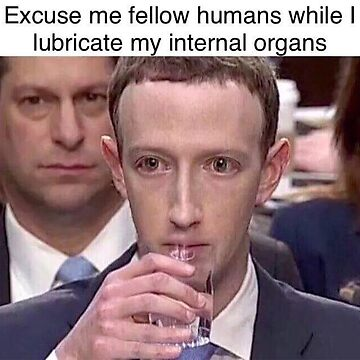 Excuse me fellow humans while I
lubricate my internal organs